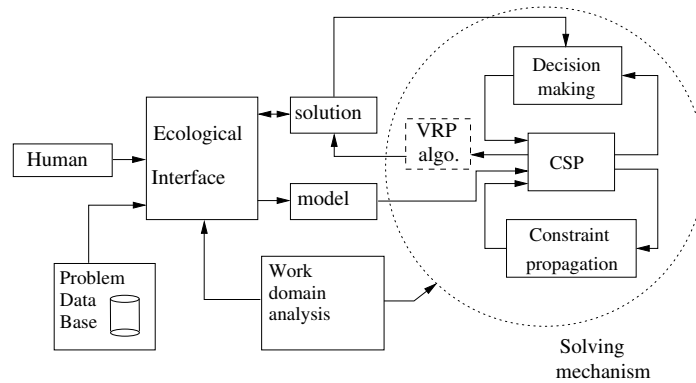 Human
Problem
Data
Base
Ecological
Interface
solution
model
Work
domain
analysis
VRP
algo.
Decision
making
CSP
Constraint
propagation
Solving
mechanism